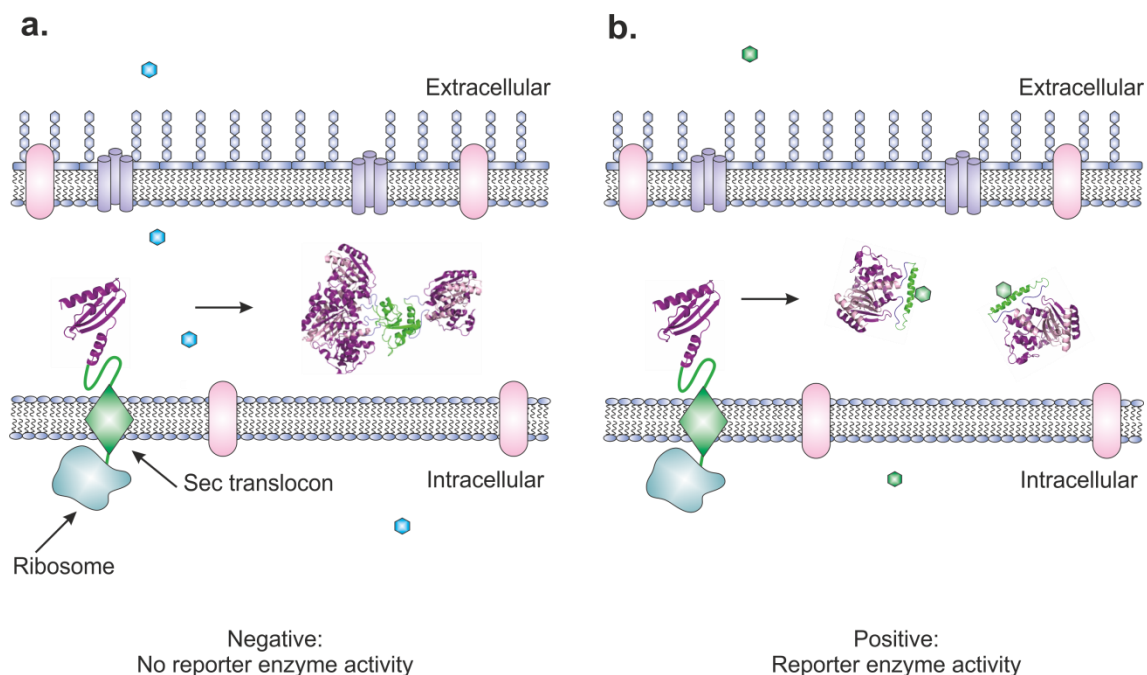 a.
Extracellular
Sec translocon
Intracellular
Ribosome
Negative:
No reporter enzyme activity
b.
Extracellular
Intracellular
Positive:
Reporter enzyme activity